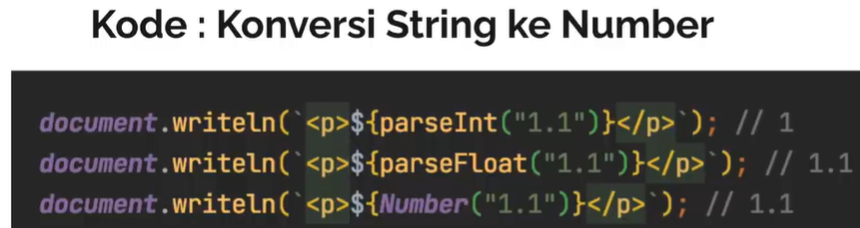 Kode : Konversi String ke Number
document.writeln(`<p>${parseInt("1.1")}</p>`); // 1
document.writeln(`<p>${parseFloat("1.1")}</p>`); // 1.1
document.writeln(`<p>${Number("1.1")}</p>`); // 1.1